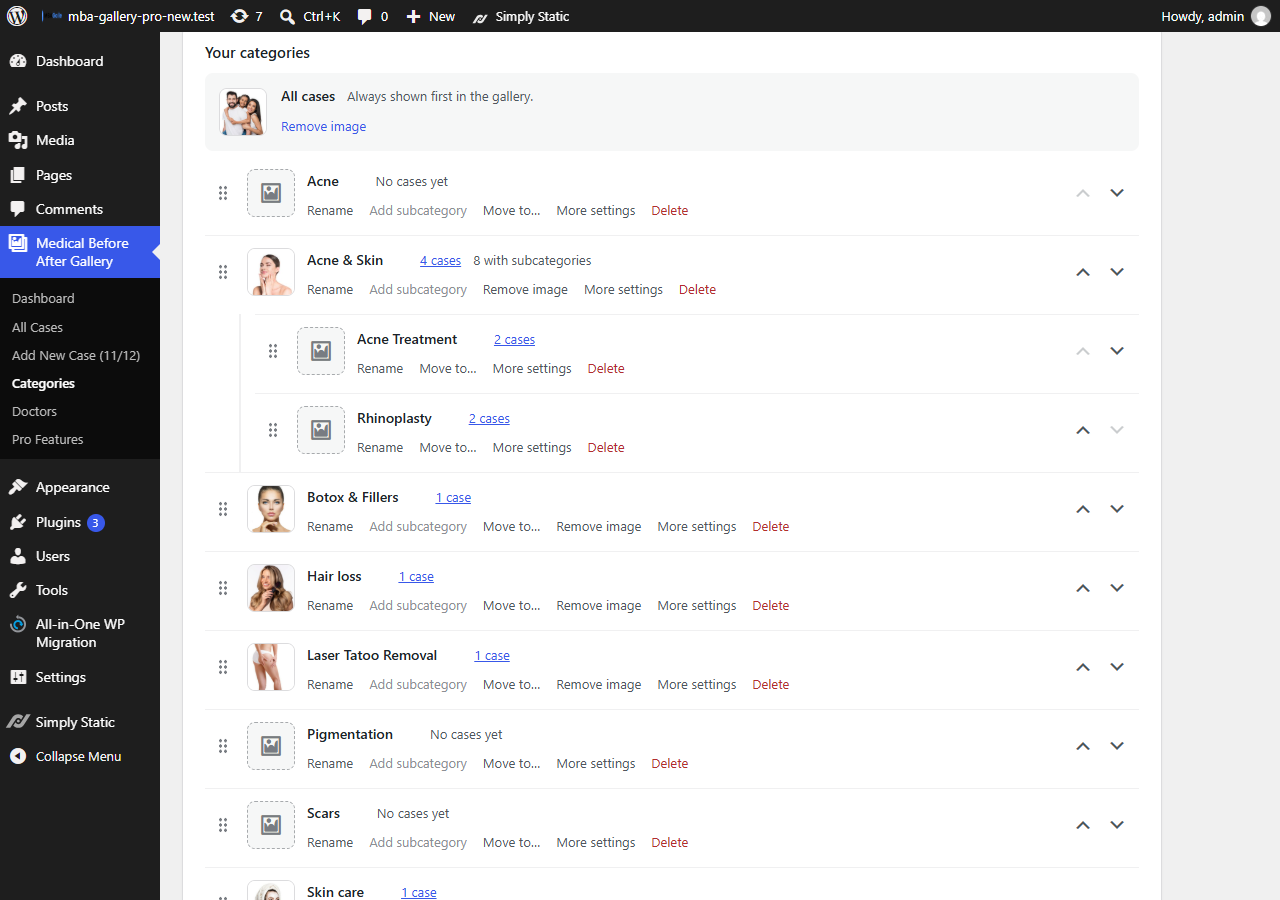 mba-gallery-pro-new.test 7 Ctrl+K 0 New Simply Static Howdy, admin
Dashboard
Posts
Media
Pages
Comments
Medical Before
After Gallery
Dashboard
All Cases
Add New Case (11/12)
Categories
Doctors
Pro Features
Appearance
Plugins 3
Users
Tools
All-in-One WP
Migration
Settings
Simply Static
Collapse Menu
Your categories
All cases Always shown first in the gallery.
Remove image
Acne No cases yet
Rename Add subcategory Move to... More settings Delete
Acne & Skin 4 cases 8 with subcategories
Rename Add subcategory Remove image More settings Delete
Acne Treatment 2 cases
Rename Move to... More settings Delete
Rhinoplasty 2 cases
Rename Move to... More settings Delete
Botox & Fillers 1 case
Rename Add subcategory Move to... Remove image More settings Delete
Hair loss 1 case
Rename Add subcategory Move to... Remove image More settings Delete
Laser Tatoo Removal 1 case
Rename Add subcategory Move to... Remove image More settings Delete
Pigmentation No cases yet
Rename Add subcategory Move to... More settings Delete
Scars No cases yet
Rename Add subcategory Move to... More settings Delete
Skin care 1 case